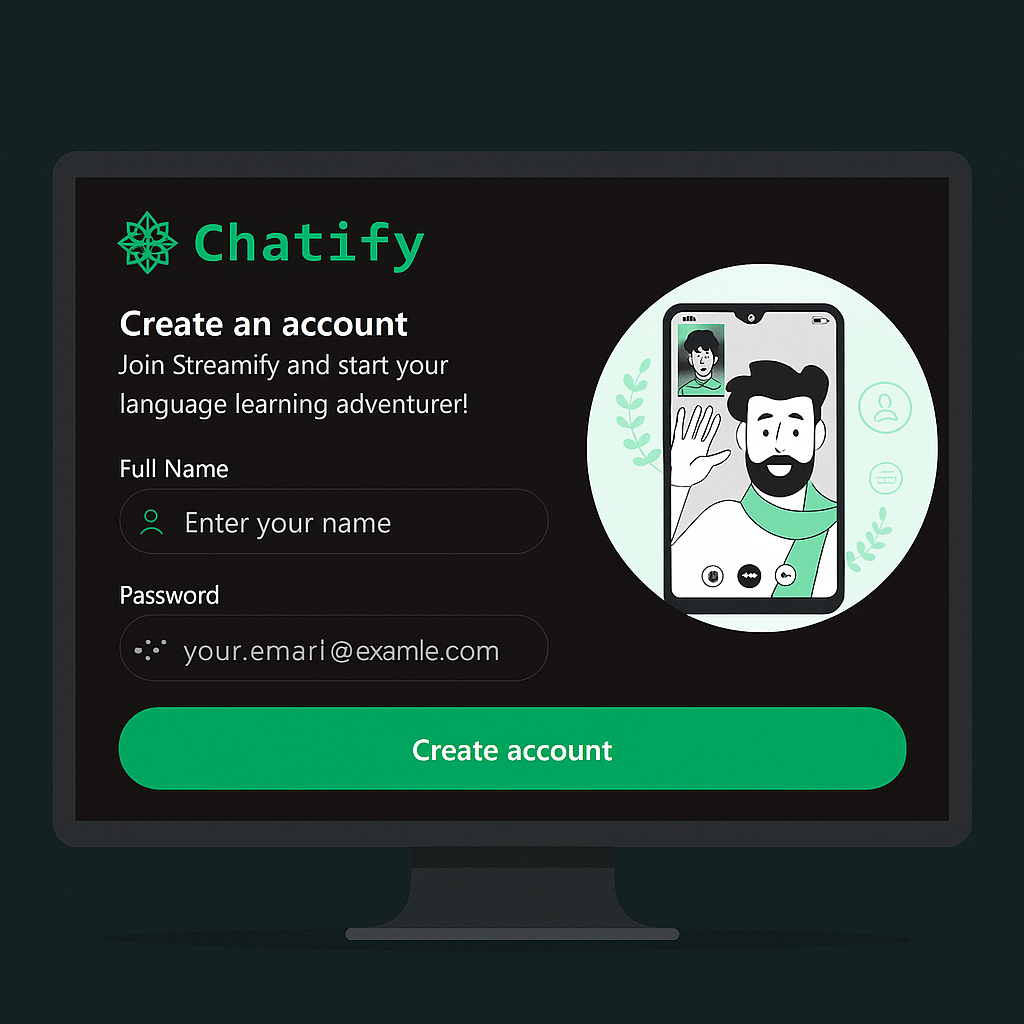 Chatify
Create an account
Join Streamify and start your
language learning adventurer!
Full Name
Enter your name
Password
your.emarl@examle.com
Create account